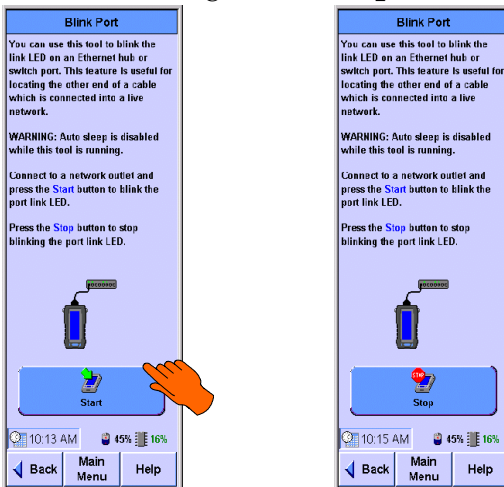 Blink Port
You can use this tool to blink the
link LED on an Ethernet hub or
switch port. This feature is useful for
locating the other end of a cable
which is connected into a live
network.
WARNING: Auto sleep is disabled
while this tool is running.
Connect to a network outlet and
press the Start button to blink the
port link LED.
Press the Stop button to stop
blinking the port link LED.
Start
10:13 AM 45% 16%
Back Main Menu Help
Blink Port
You can use this tool to blink the
link LED on an Ethernet hub or
switch port. This feature is useful for
locating the other end of a cable
which is connected into a live
network.
WARNING: Auto sleep is disabled
while this tool is running.
Connect to a network outlet and
press the Start button to blink the
port link LED.
Press the Stop button to stop
blinking the port link LED.
STOP
Stop
10:15 AM 45% 16%
Back Main Menu Help